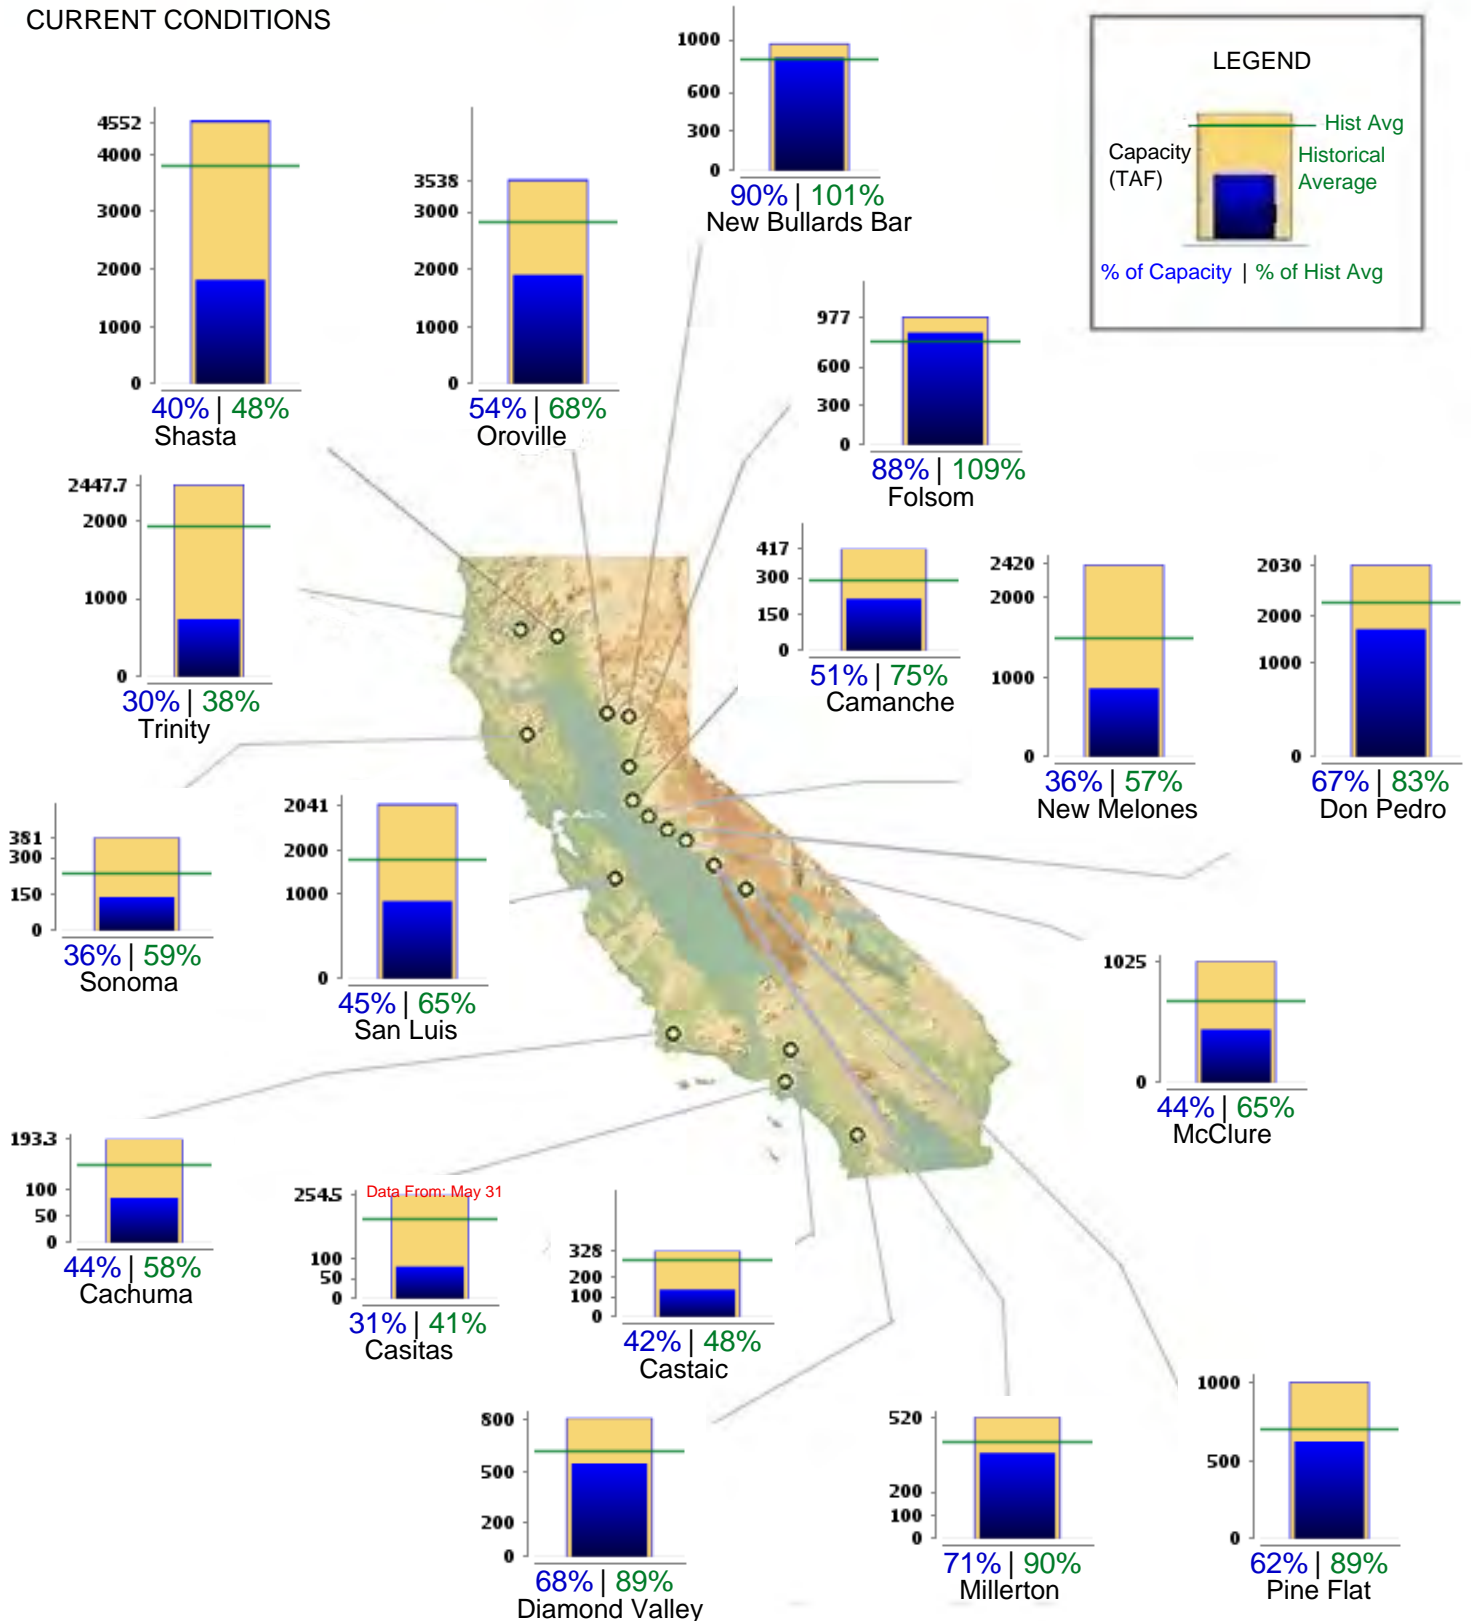 CURRENT CONDITIONS
LEGEND
Hist Avg
Capacity
(TAF)
Historical
Average
% of Capacity | % of Hist Avg
1000
600
300
0
90% | 101%
New Bullards Bar
4552
4000
3000
2000
1000
0
40% | 48%
Shasta
3538
3000
2000
1000
0
54% | 68%
Oroville
977
600
300
0
88% | 109%
Folsom
2447.7
2000
1000
0
30% | 38%
Trinity
417
300
150
0
51% | 75%
Camanche
2420
2000
1000
0
36% | 57%
New Melones
2030
2000
1000
0
67% | 83%
Don Pedro
381
300
150
0
36% | 59%
Sonoma
2041
2000
1000
0
45% | 65%
San Luis
1025
0
44% | 65%
McClure
193.3
100
50
0
44% | 58%
Cachuma
Data From: May 31
254.5
100
50
0
31% | 41%
Casitas
328
200
100
0
42% | 48%
Castaic
800
500
200
0
68% | 89%
Diamond Valley
520
200
100
0
71% | 90%
Millerton
1000
500
0
62% | 89%
Pine Flat